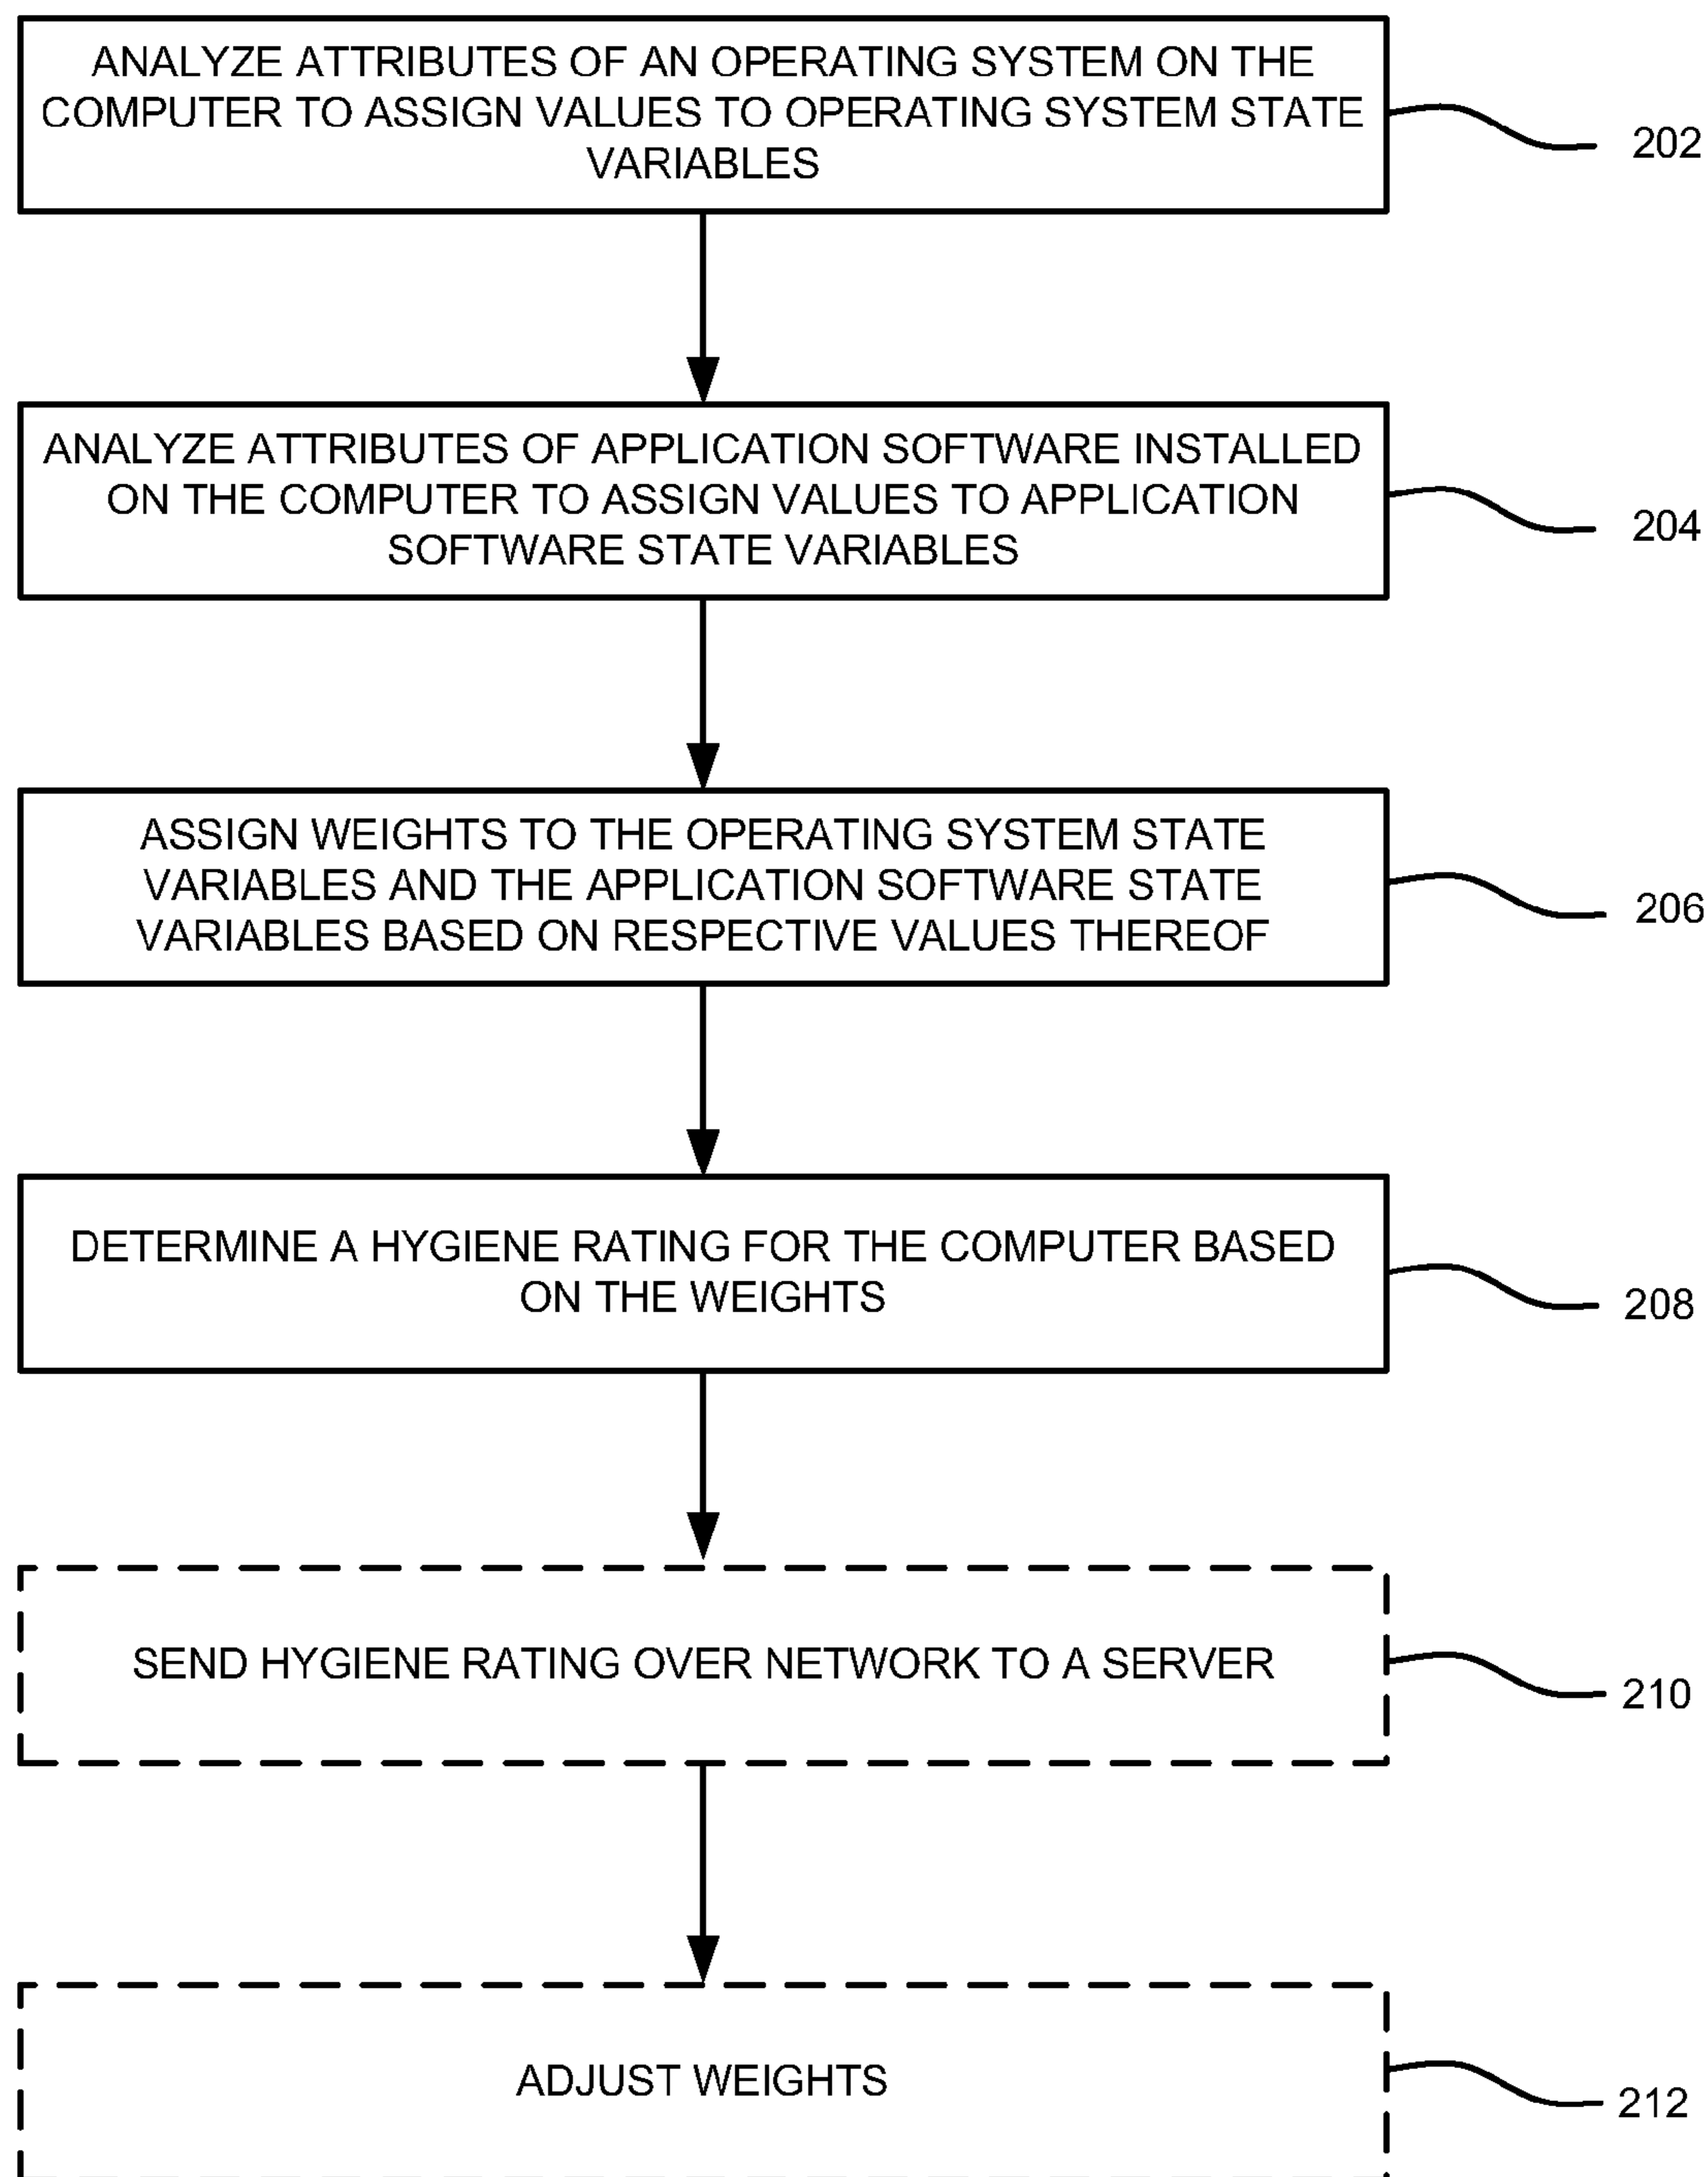 ANALYZE ATTRIBUTES OF AN OPERATING SYSTEM ON THE
COMPUTER TO ASSIGN VALUES TO OPERATING SYSTEM STATE
VARIABLES
202
ANALYZE ATTRIBUTES OF APPLICATION SOFTWARE INSTALLED
ON THE COMPUTER TO ASSIGN VALUES TO APPLICATION
SOFTWARE STATE VARIABLES
204
ASSIGN WEIGHTS TO THE OPERATING SYSTEM STATE
VARIABLES AND THE APPLICATION SOFTWARE STATE
VARIABLES BASED ON RESPECTIVE VALUES THEREOF
206
DETERMINE A HYGIENE RATING FOR THE COMPUTER BASED
ON THE WEIGHTS
208
SEND HYGIENE RATING OVER NETWORK TO A SERVER
210
ADJUST WEIGHTS
212